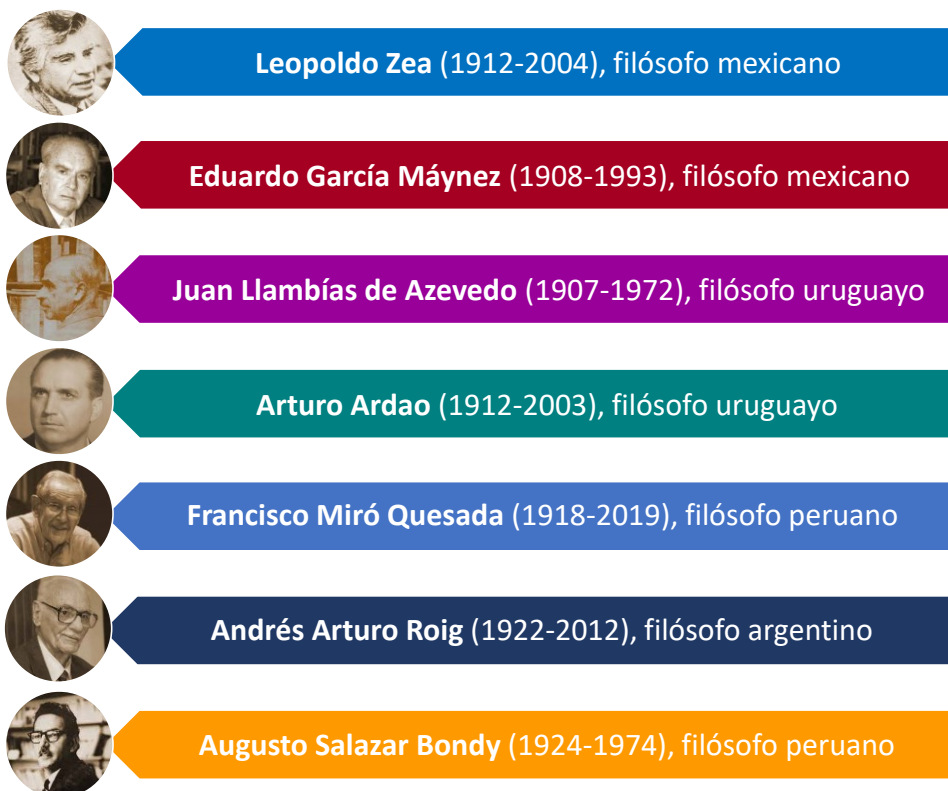 Leopoldo Zea (1912-2004), filósofo mexicano
Eduardo García Máynez (1908-1993), filósofo mexicano
Juan Llambías de Azevedo (1907-1972), filósofo uruguayo
Arturo Ardao (1912-2003), filósofo uruguayo
Francisco Miró Quesada (1918-2019), filósofo peruano
Andrés Arturo Roig (1922-2012), filósofo argentino
Augusto Salazar Bondy (1924-1974), filósofo peruano